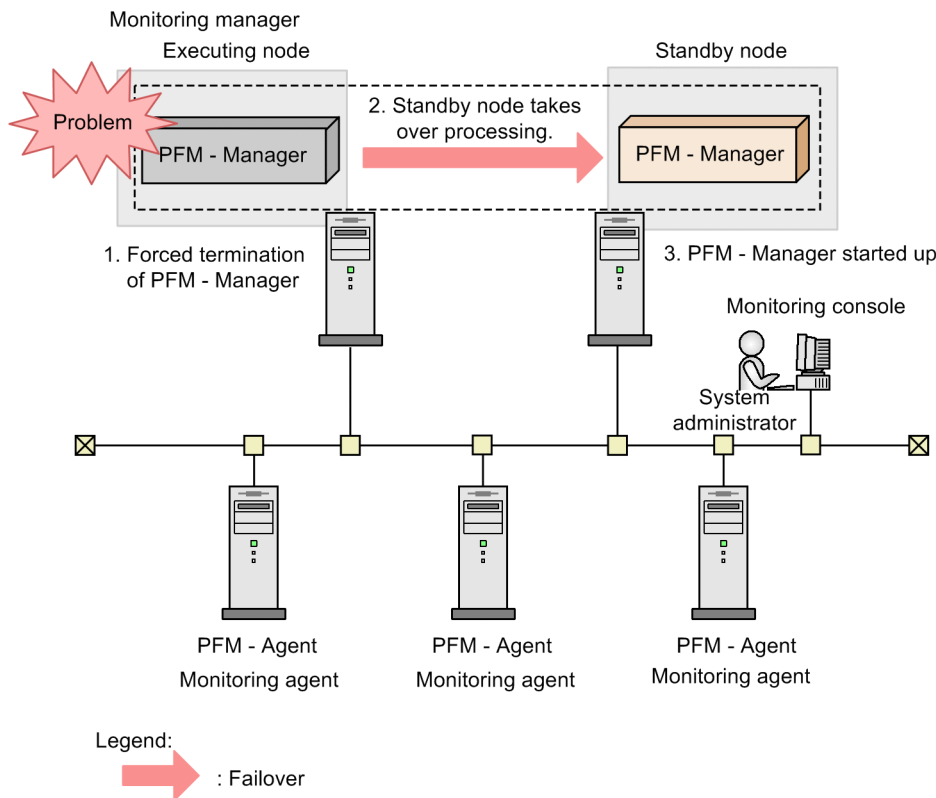 Monitoring manager
Executing node
Standby node
Problem
PFM - Manager
2. Standby node takes
over processing.
PFM - Manager
1. Forced termination
of PFM - Manager
3. PFM - Manager started up
Monitoring console
System
administrator
PFM - Agent
Monitoring agent
PFM - Agent
Monitoring agent
PFM - Agent
Monitoring agent
Legend:
: Failover